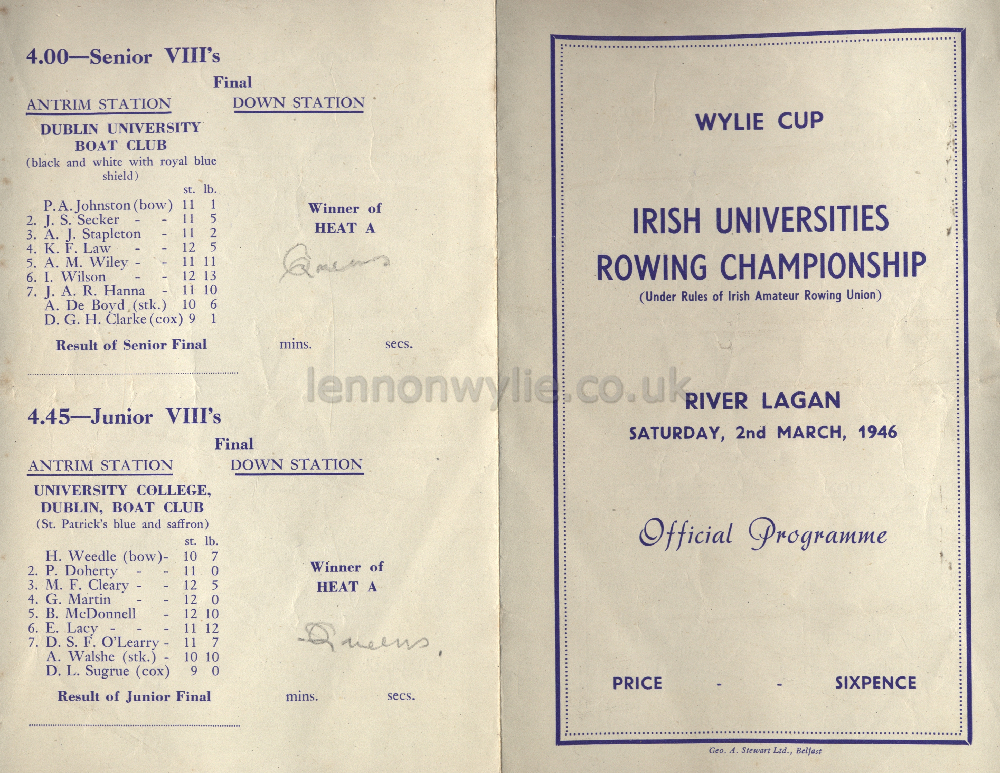 4.00—Senior VIII's
Final
ANTRIM STATION DOWN STATION
DUBLIN UNIVERSITY
BOAT CLUB
(black and white with royal blue
shield)
st. lb.
P. A. Johnston (bow) 11 1
2. J. S. Secker - - 11 5
3. A. J. Stapleton - 11 2
4. K. F. Law - - 12 5
5. A. M. Wiley - - 11 11
6. I. Wilson - - 12 13
7. J. A. R. Hanna - 11 10
A. De Boyd (stk.) 10 6
D. G. H. Clarke (cox) 9 1
Winner of
HEAT A
Queens
Result of Senior Final mins. secs.
4.45—Junior VIII's
Final
ANTRIM STATION DOWN STATION
UNIVERSITY COLLEGE,
DUBLIN, BOAT CLUB
(St. Patrick's blue and saffron)
st. lb.
H. Weedle (bow) - 10 7
2. P. Doherty - - 11 0
3. M. F. Cleary - - 12 5
4. G. Martin - - 12 0
5. B. McDonnell - 12 10
6. E. Lacy - - - 11 12
7. D. S. F. O'Learry - 11 7
A. Walshe (stk.) - 10 10
D. L. Sugrue (cox) 9 0
Winner of
HEAT A
Queens
Result of Junior Final mins. secs.
WYLIE CUP
IRISH UNIVERSITIES
ROWING CHAMPIONSHIP
(Under Rules of Irish Amateur Rowing Union)
lennonwylie.co.uk
RIVER LAGAN
SATURDAY, 2nd MARCH, 1946
Official Programme
PRICE - - SIXPENCE
Geo. A. Stewart Ltd., Belfast